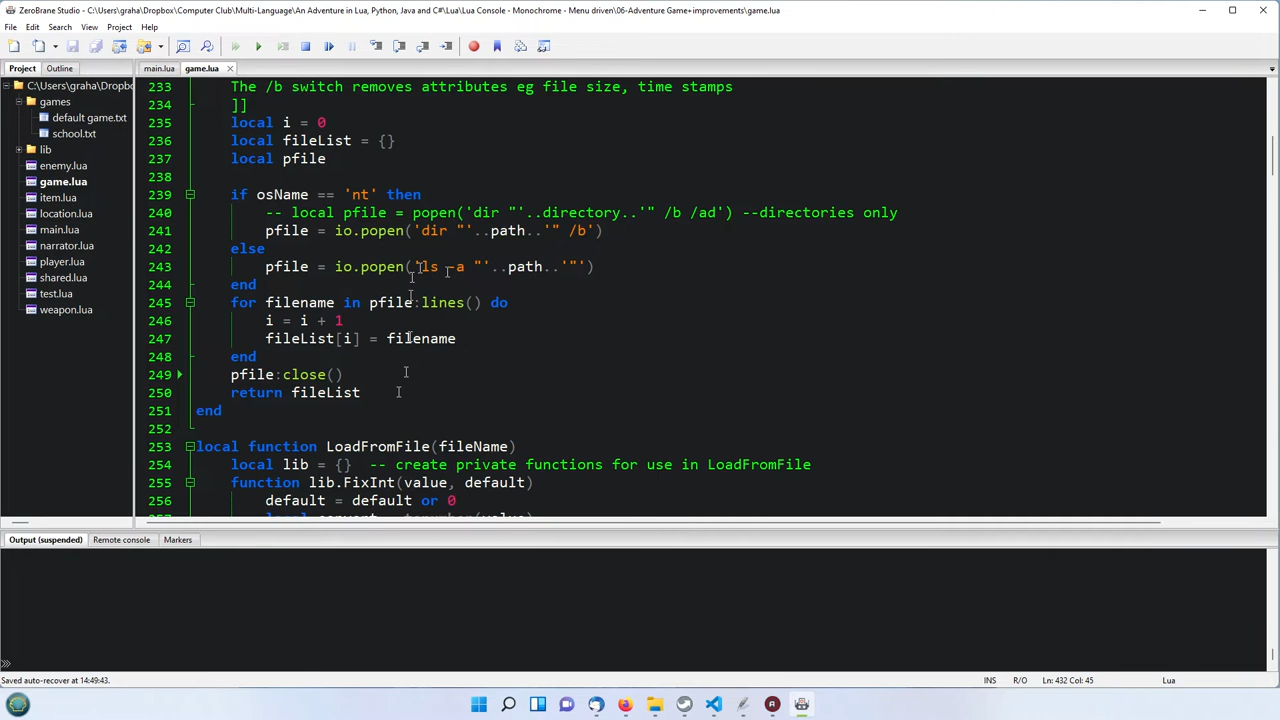 ZeroBrane Studio - C:\Users\graha\Dropbox\Computer Club\Multi-Language\An Adventure in Lua, Python, Java and C#\Lua\Lua Console - Monochrome - Menu driven\06-Adventure Game+improvements\game.lua
File Edit Search View Project Help
Project Outline
main.lua game.lua
C:\Users\graha\Dropbo
games
default game.txt
school.txt
lib
enemy.lua
game.lua
item.lua
location.lua
main.lua
narrator.lua
player.lua
shared.lua
test.lua
weapon.lua
233 The /b switch removes attributes eg file size, time stamps
234 ]]
235 local i = 0
236 local fileList = {}
237 local pfile
239 if osName == 'nt' then
240 -- local pfile = popen('dir "'..directory..'" /b /ad') --directories only
241 pfile = io.popen('dir "'..path..'" /b')
242 else
243 pfile = io.popen('ls -a "'..path..'"')
244 end
245 for filename in pfile:lines() do
246 i = i + 1
247 fileList[i] = filename
248 end
249 pfile:close()
250 return fileList
251 end
252
253 local function LoadFromFile(fileName)
254 local lib = {} -- create private functions for use in LoadFromFile
255 function lib.FixInt(value, default)
256 default = default or 0
Output (suspended) Remote console Markers
Saved auto-recover at 14:49:43.
INS R/O Ln: 432 Col: 45 Lua